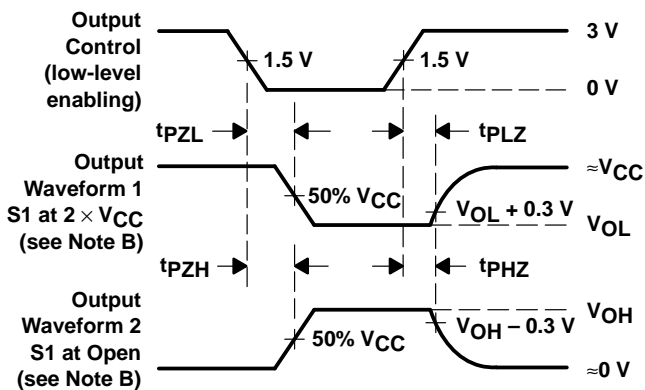 Output
Control
(low-level
enabling)
1.5 V
1.5 V
3 V
0 V
tPZL
tPLZ
Output
Waveform 1
S1 at 2 × VCC
(see Note B)
50% VCC
VOL + 0.3 V
≈VCC
VOL
tPZH
tPHZ
Output
Waveform 2
S1 at Open
(see Note B)
50% VCC
VOH – 0.3 V
VOH
≈0 V